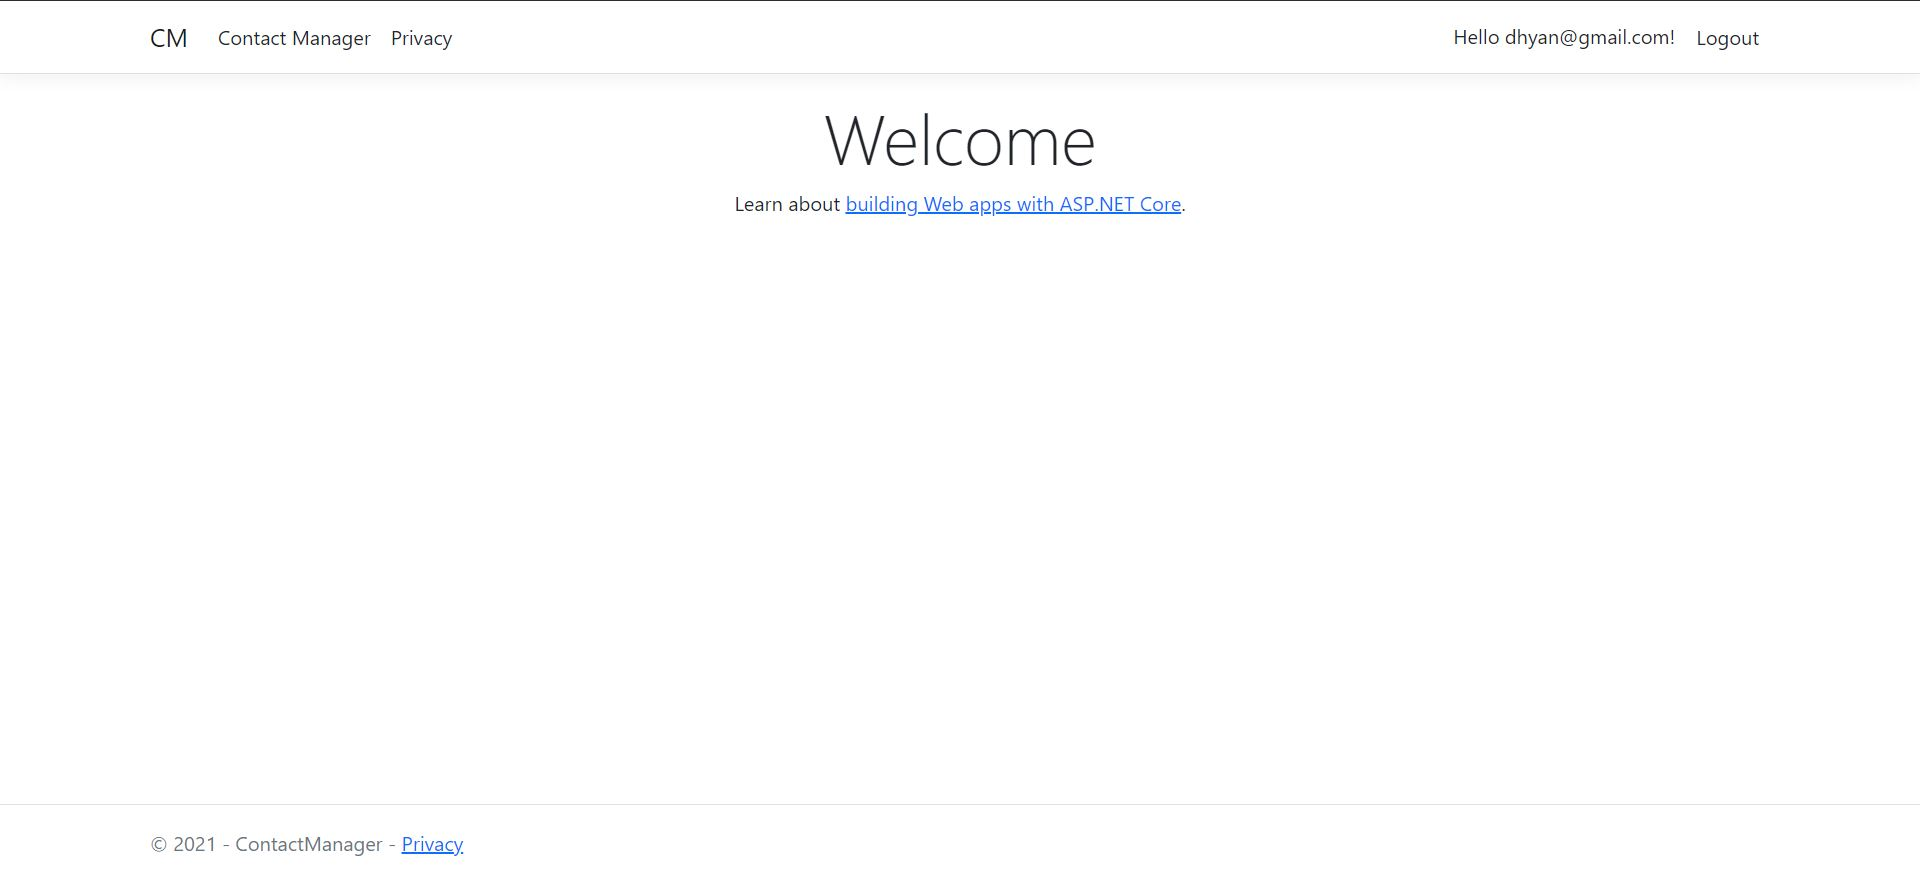 CM Contact Manager Privacy Hello dhyan@gmail.com! Logout
Welcome
Learn about building Web apps with ASP.NET Core.
© 2021 - ContactManager - Privacy